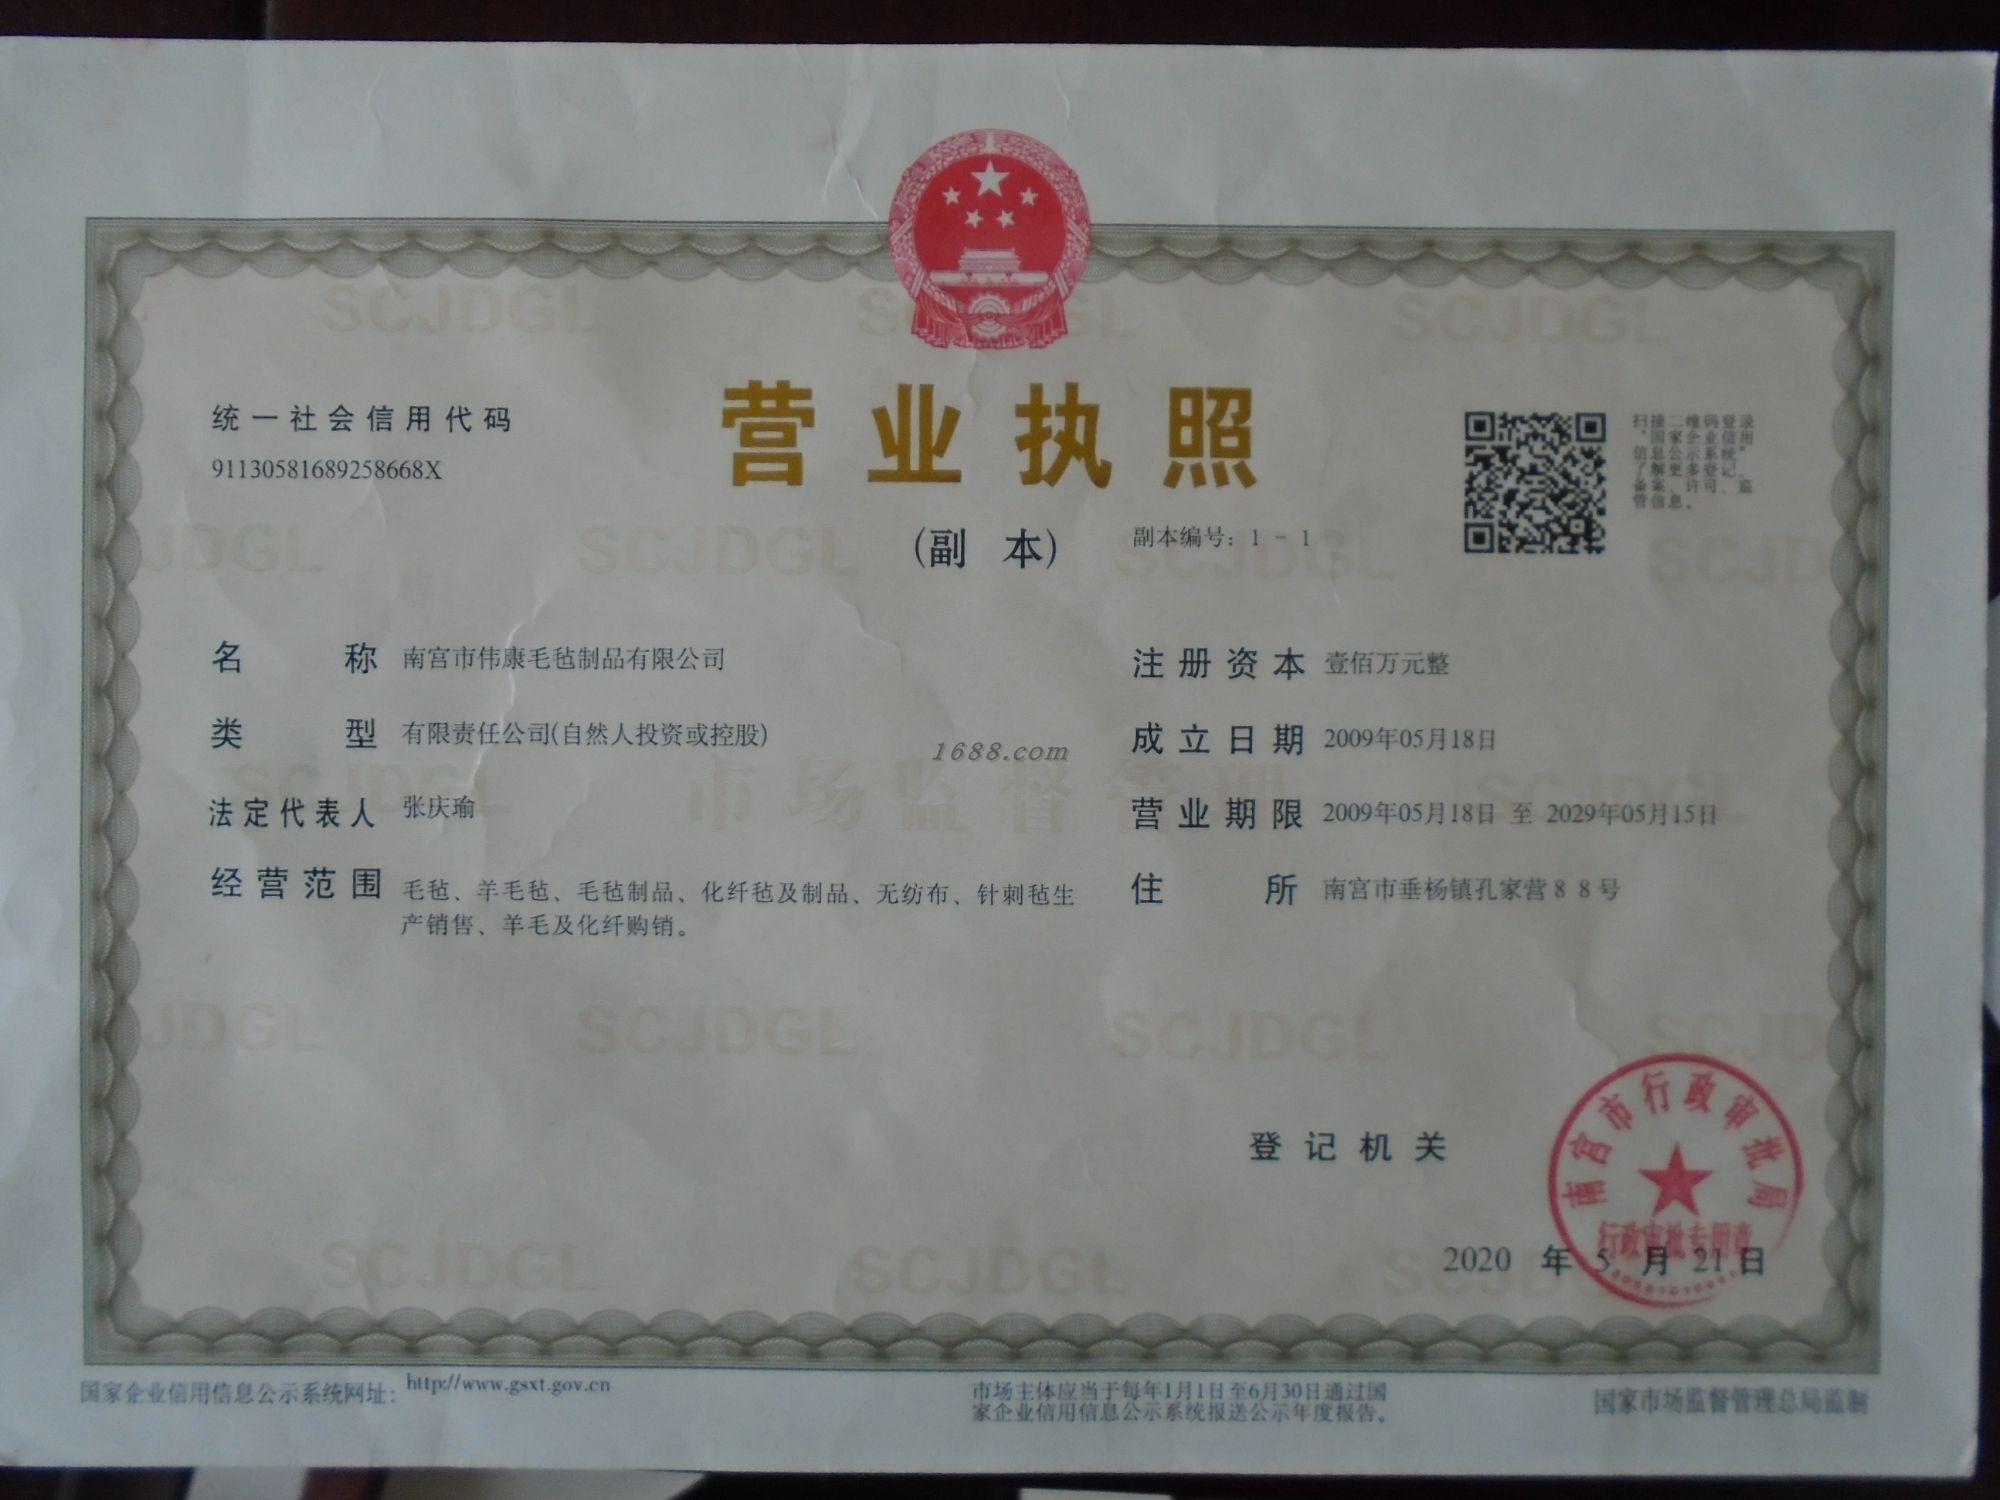 统一社会信用代码
91130581689258668X
营业执照
(副 本)
副本编号：1 - 1
扫描二维码登录
“国家企业信用
信息公示系统”
了解更多登记、
备案、许可、监
管信息。
名 称 南宫市伟康毛毡制品有限公司
类 型 有限责任公司(自然人投资或控股)
法定代表人 张庆瑜
经营范围 毛毡、羊毛毡、毛毡制品、化纤毡及制品、无纺布、针刺毡生
产销售、羊毛及化纤购销。
注册资本 壹佰万元整
成立日期 2009年05月18日
营业期限 2009年05月18日 至 2029年05月15日
住 所 南宫市垂杨镇孔家营88号
1688.com
市场监督管理
SCJDGL
登记机关
南宫市行政审批局
行政审批专用章
2020 年 5 月 21 日
国家企业信用信息公示系统网址：http://www.gsxt.gov.cn
市场主体应当于每年1月1日至6月30日通过国
家企业信用信息公示系统报送公示年度报告。
国家市场监督管理总局监制